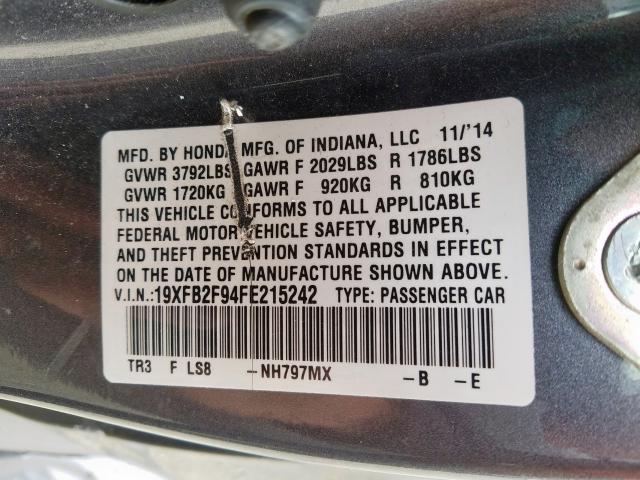 MFD. BY HONDA MFG. OF INDIANA, LLC 11/'14
GVWR 3792LBS GAWR F 2029LBS R 1786LBS
GVWR 1720KG GAWR F 920KG R 810KG
THIS VEHICLE CONFORMS TO ALL APPLICABLE
FEDERAL MOTOR VEHICLE SAFETY, BUMPER,
AND THEFT PREVENTION STANDARDS IN EFFECT
ON THE DATE OF MANUFACTURE SHOWN ABOVE.
V.I.N.:19XFB2F94FE215242 TYPE: PASSENGER CAR
TR3 F LS8 -NH797MX -B -E